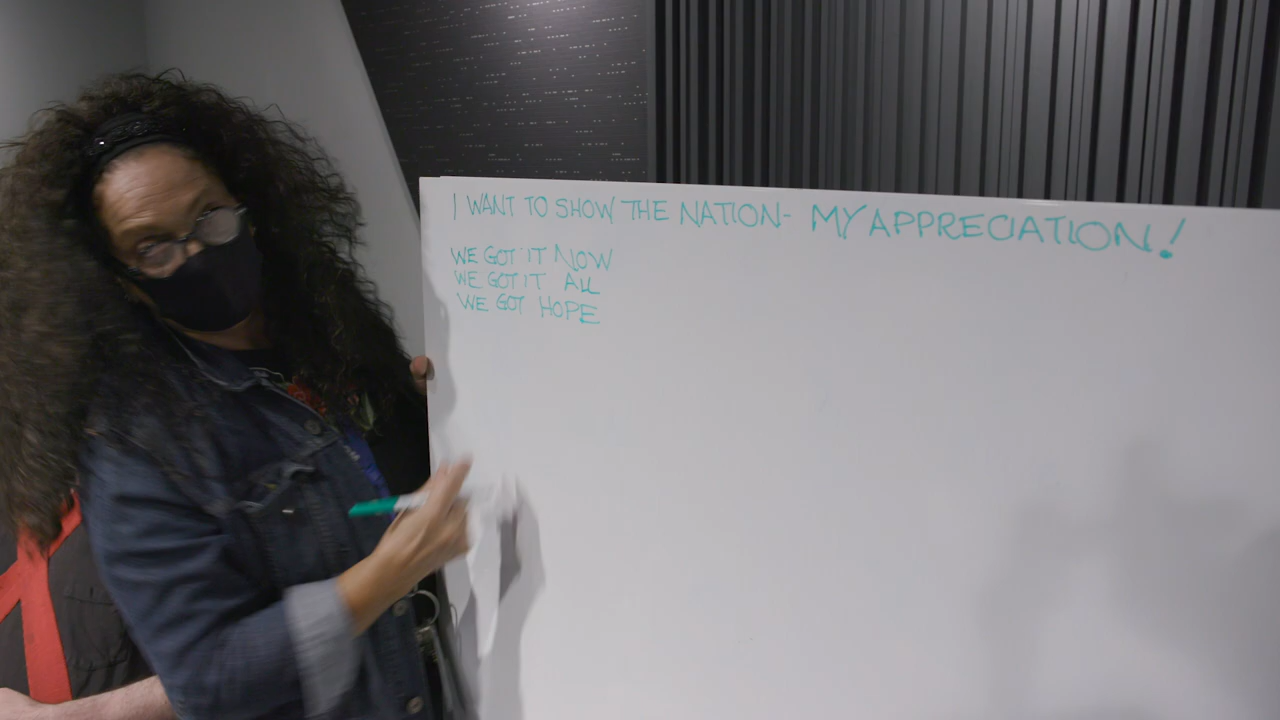 I WANT TO SHOW THE NATION- MY APPRECIATION!
WE GOT IT NOW
WE GOT IT ALL
WE GOT HOPE